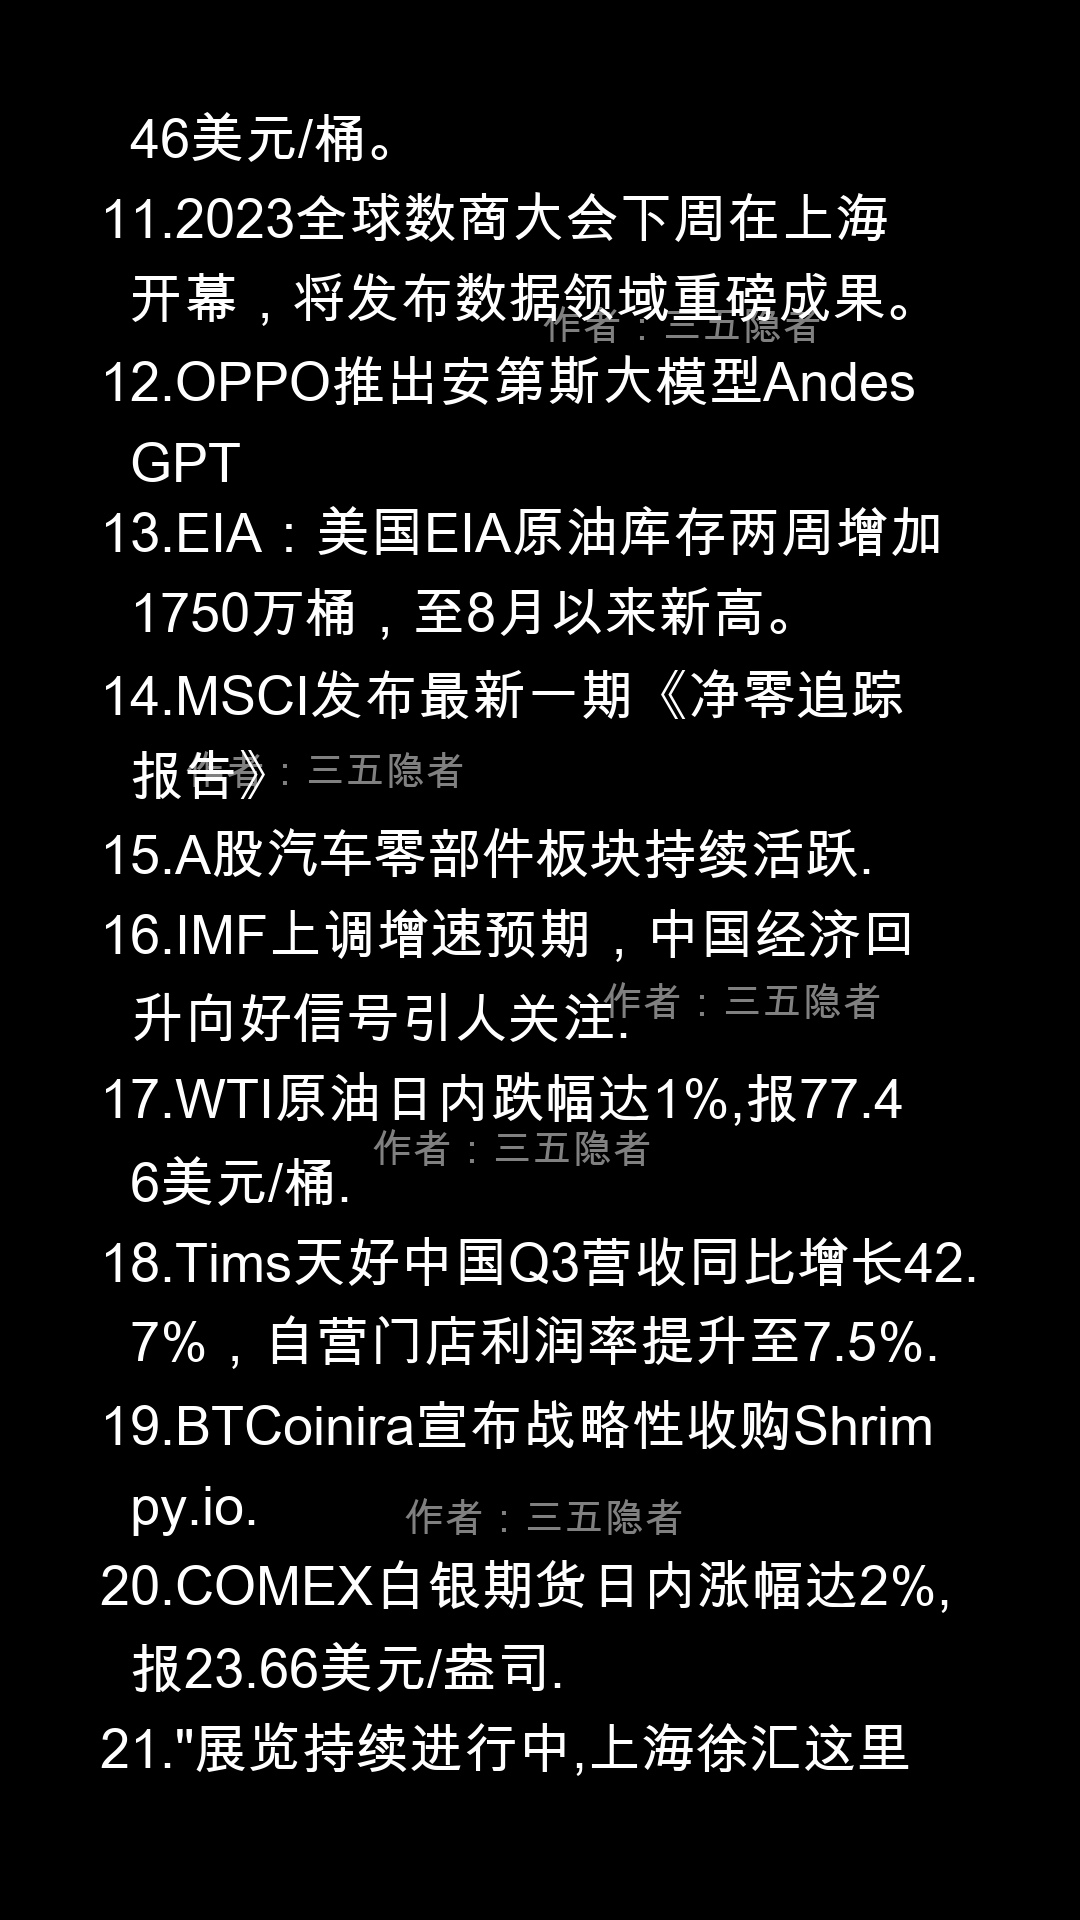 46美元/桶。
11.2023全球数商大会下周在上海
开幕，将发布数据领域重磅成果。
作者：三五隐者
12.OPPO推出安第斯大模型Andes
GPT
13.EIA：美国EIA原油库存两周增加
1750万桶，至8月以来新高。
14.MSCI发布最新一期《净零追踪
报告》
作者：三五隐者
15.A股汽车零部件板块持续活跃.
16.IMF上调增速预期，中国经济回
作者：三五隐者
升向好信号引人关注.
17.WTI原油日内跌幅达1%,报77.4
作者：三五隐者
6美元/桶.
18.Tims天好中国Q3营收同比增长42.
7%，自营门店利润率提升至7.5%.
19.BTCoinira宣布战略性收购Shrim
py.io.
作者：三五隐者
20.COMEX白银期货日内涨幅达2%,
报23.66美元/盎司.
21."展览持续进行中,上海徐汇这里